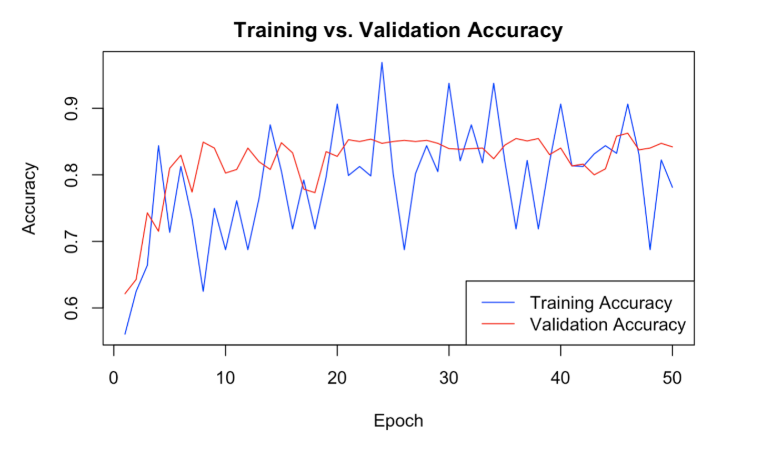 Training vs. Validation Accuracy
Accuracy
0.9
0.8
0.7
0.6
Training Accuracy
Validation Accuracy
0 10 20 30 40 50
Epoch